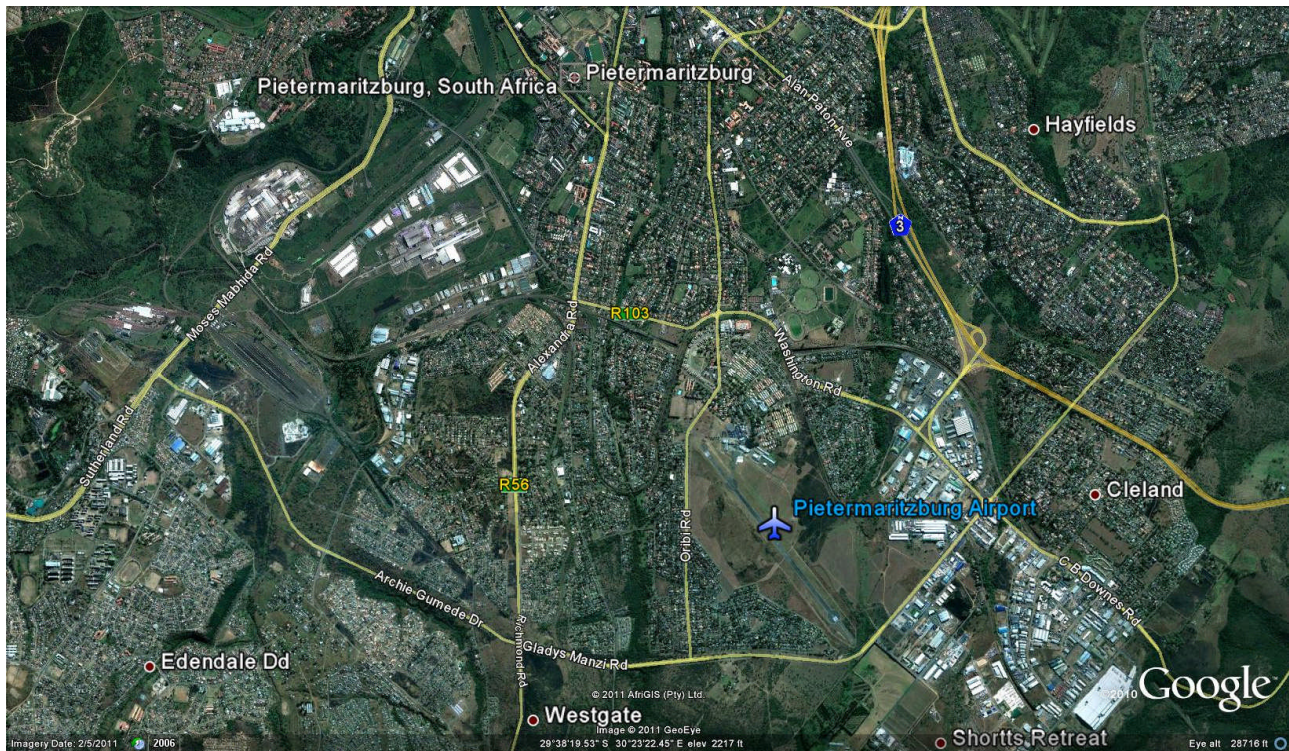 Pietermaritzburg
Pietermaritzburg, South Africa
Alan Paton Ave
Hayfields
3
Moses Mabhida Rd
R103
Alexandra Rd
Washington Rd
Sutherland Rd
R56
Cleland
Pietermaritzburg Airport
Oribi Rd
C B Downes Rd
Archie Gumede Dr
Richmond Rd
Gladys Manzi Rd
Edendale Dd
© 2011 AfriGIS (Pty) Ltd.
©2010 Google
Westgate
Image © 2011 GeoEye
Shortts Retreat
Imagery Date: 2/5/2011 2006
29°38'19.53" S 30°23'22.45" E elev 2217 ft
Eye alt 28716 ft